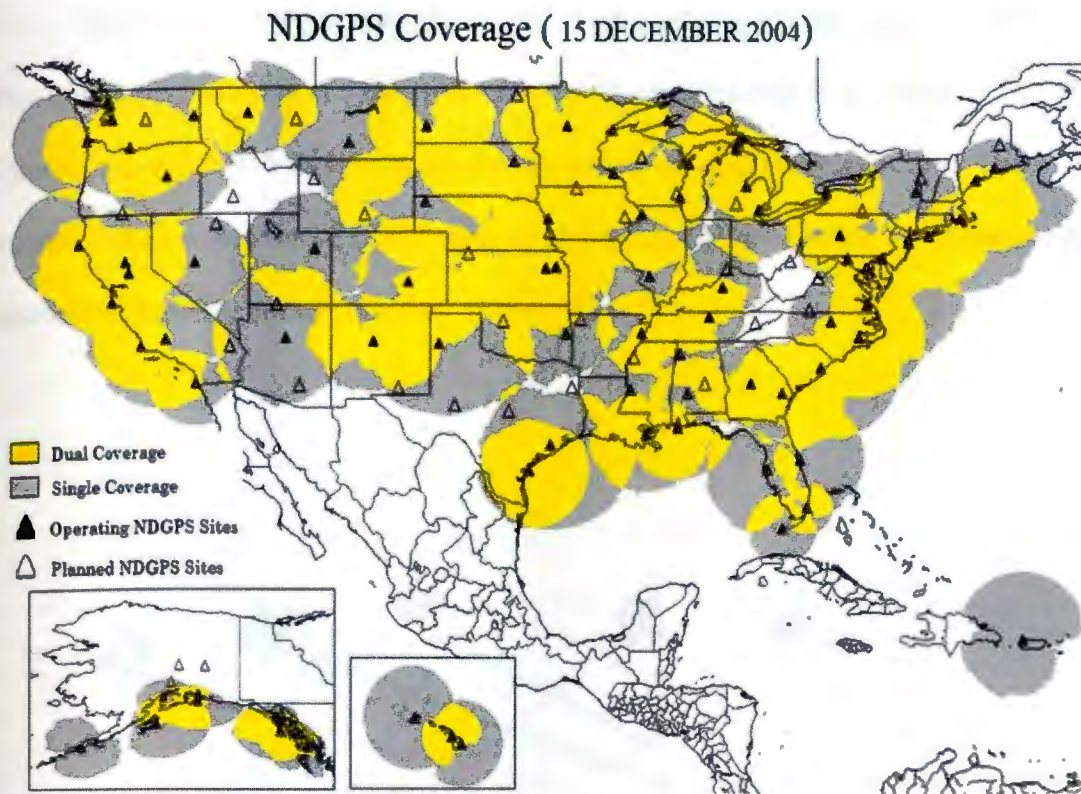 NDGPS Coverage ( 15 DECEMBER 2004)
Dual Coverage
Single Coverage
Operating NDGPS Sites
Planned NDGPS Sites